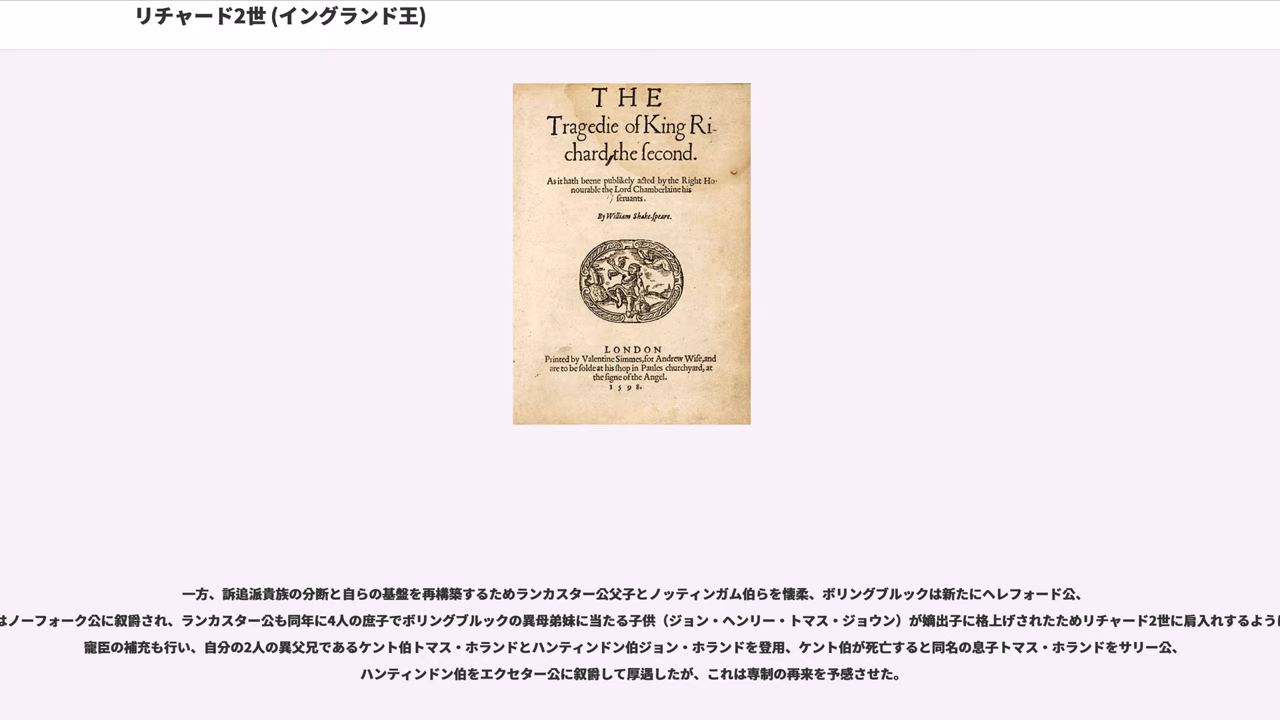 リチャード2世 (イングランド王)
THE
Tragedie of King Ri-
chard, the ſecond.
As it hath beene publikely acted by the Right Ho-
nourable the Lord Chamberlaine his
ſeruants.
By William Shake-ſpeare.
LONDON
Printed by Valentine Simmes, for Andrew Wiſe, and
are to be ſolde at his ſhop in Paules churchyard, at
the ſigne of the Angel.
1598.
一方、訴追派貴族の分断と自らの基盤を再構築するためランカスター公父子とノッティンガム伯らを懐柔、ボリングブルックは新たにヘレフォード公、
はノーフォーク公に叙爵され、ランカスター公も同年に4人の庶子でボリングブルックの異母弟妹に当たる子供（ジョン・ヘンリー・トマス・ジョウン）が嫡出子に格上げされたためリチャード2世に肩入れするよう
寵臣の補充も行い、自分の2人の異父兄であるケント伯トマス・ホランドとハンティンドン伯ジョン・ホランドを登用、ケント伯が死亡すると同名の息子トマス・ホランドをサリー公、
ハンティンドン伯をエクセター公に叙爵して厚遇したが、これは専制の再来を予感させた。